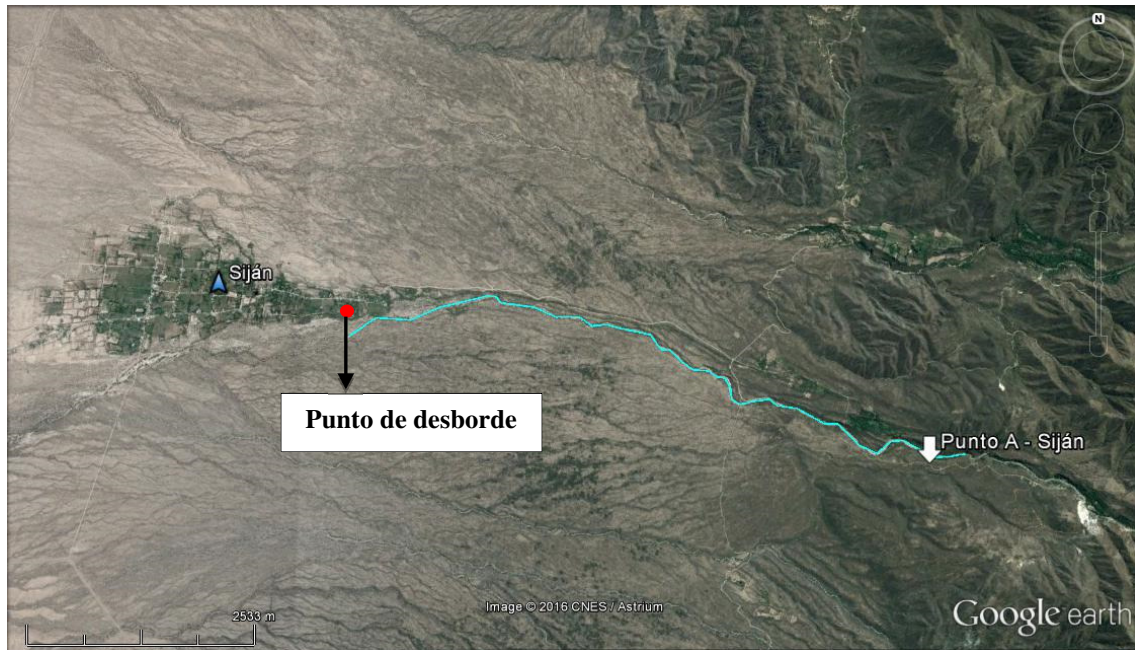 N
Siján
Punto de desborde
Punto A - Siján
2533 m
Image © 2016 CNES / Astrium
Google earth